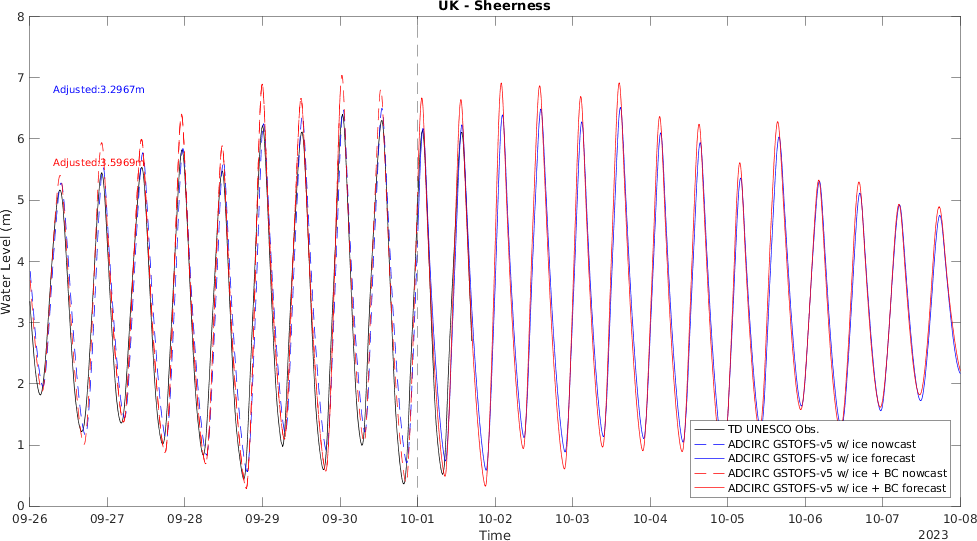 UK - Sheerness
8
7
6
5
4
3
2
1
0
Water Level (m)
Adjusted:3.2967m
Adjusted:3.5969m
TD UNESCO Obs.
ADCIRC GSTOFS-v5 w/ ice nowcast
ADCIRC GSTOFS-v5 w/ ice forecast
ADCIRC GSTOFS-v5 w/ ice + BC nowcast
ADCIRC GSTOFS-v5 w/ ice + BC forecast
09-26 09-27 09-28 09-29 09-30 10-01 10-02 10-03 10-04 10-05 10-06 10-07 10-08
Time
2023